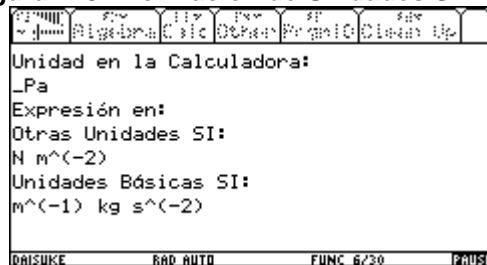 Algebra Calc Other PrgmIO Clean Up
Unidad en la Calculadora:
_Pa
Expresión en:
Otras Unidades SI:
N m^(-2)
Unidades Básicas SI:
m^(-1) kg s^(-2)
DAISUKE RAD AUTO FUNC 6/30 PAUSE